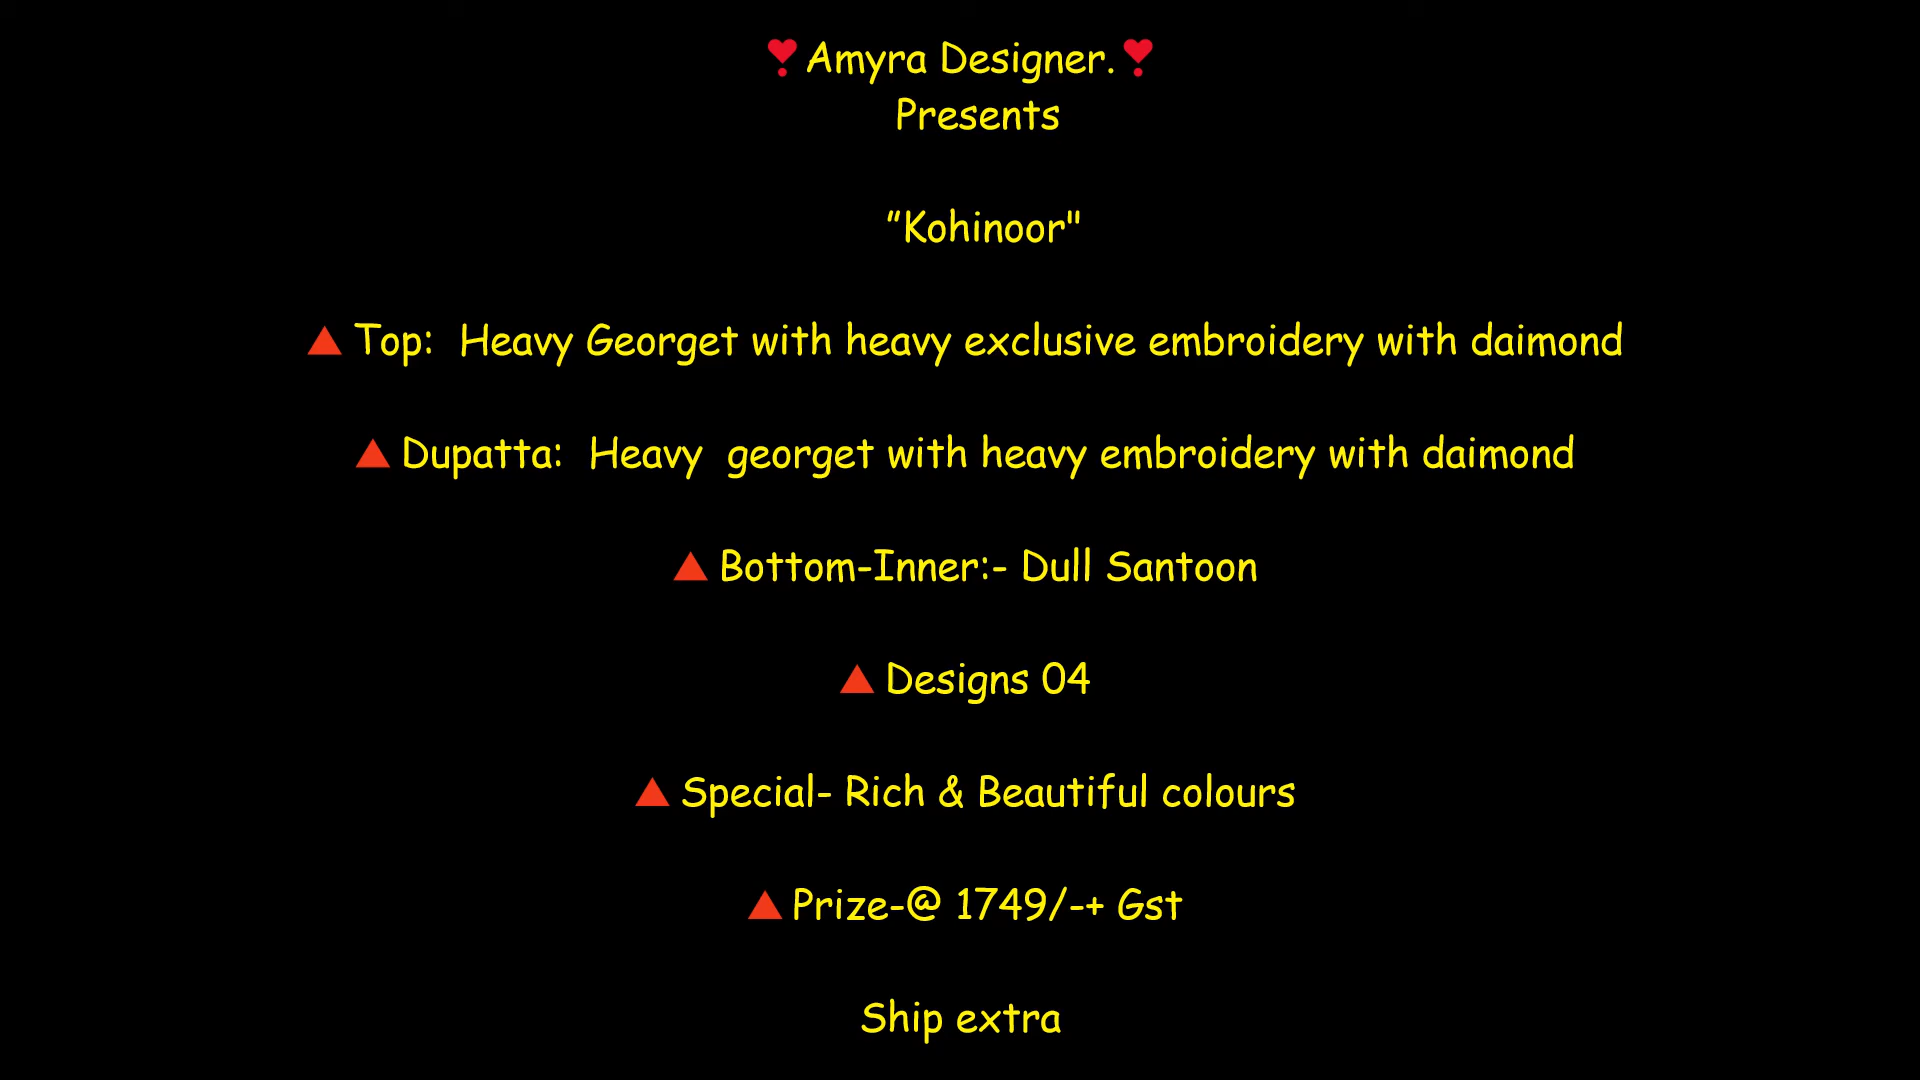 ❣Amyra Designer.❣
Presents
”Kohinoor"
🔺Top:  Heavy Georget with heavy exclusive embroidery with daimond
🔺Dupatta:  Heavy  georget with heavy embroidery with daimond
🔺Bottom-Inner:- Dull Santoon
🔺Designs 04
🔺Special- Rich & Beautiful colours
🔺Prize-@ 1749/-+ Gst
Ship extra